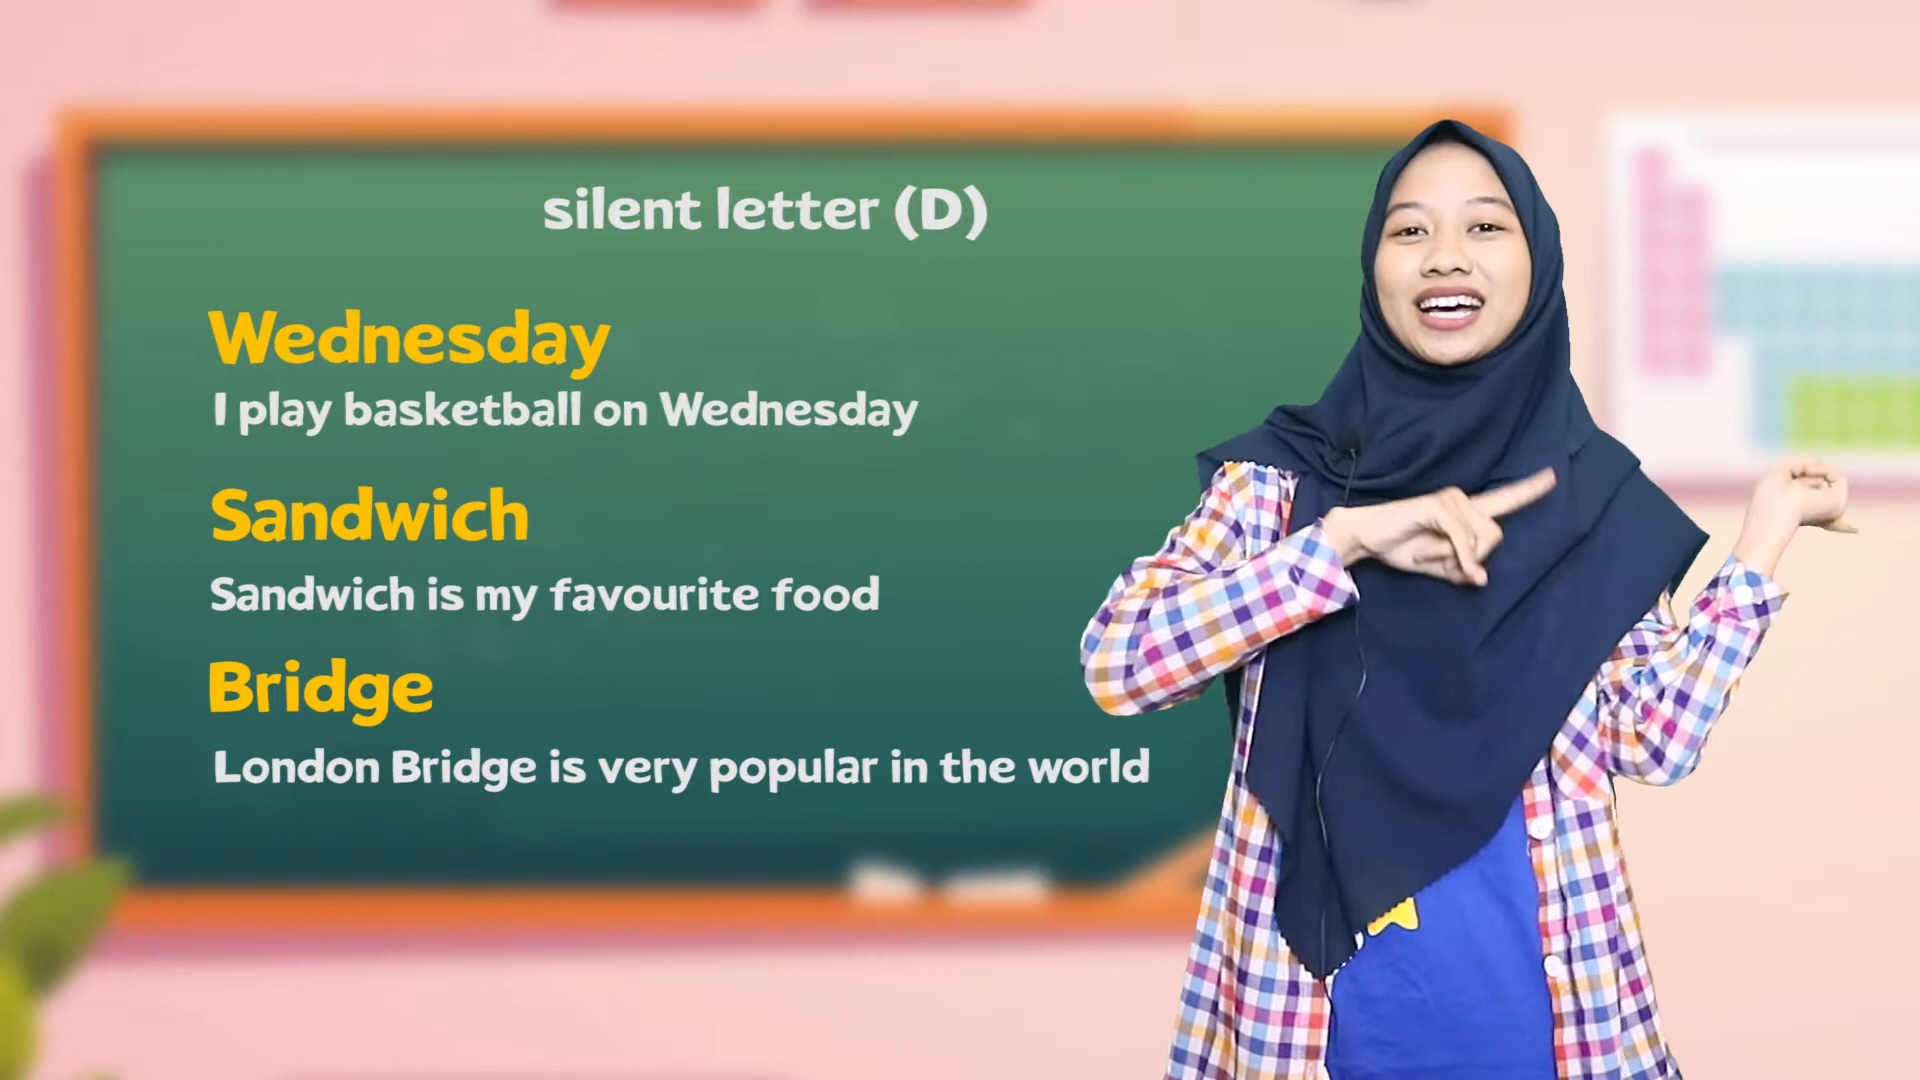 silent letter (D)
Wednesday
I play basketball on Wednesday
Sandwich
Sandwich is my favourite food
Bridge
London Bridge is very popular in the world